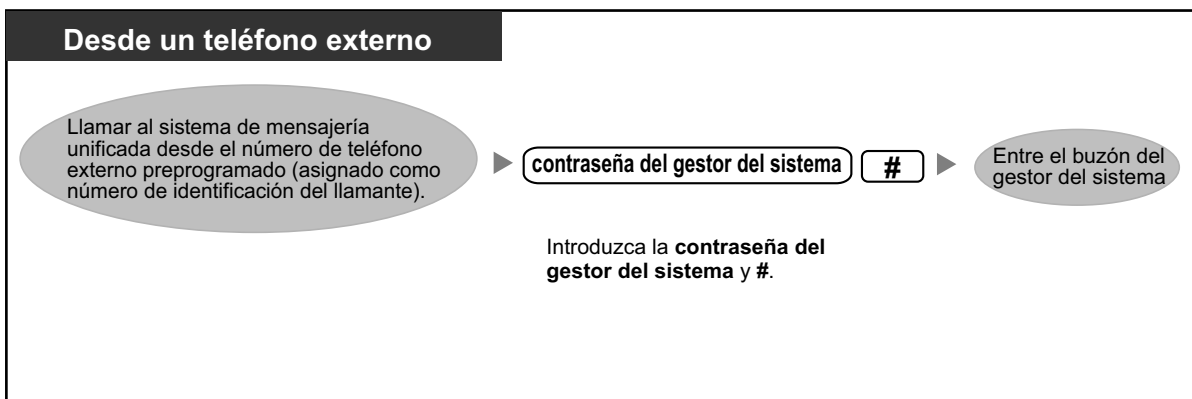 Desde un teléfono externo
Llamar al sistema de mensajería
unificada desde el número de teléfono
externo preprogramado (asignado como
número de identificación del llamante).
contraseña del gestor del sistema
#
Entre el buzón del
gestor del sistema
Introduzca la contraseña del
gestor del sistema y #.